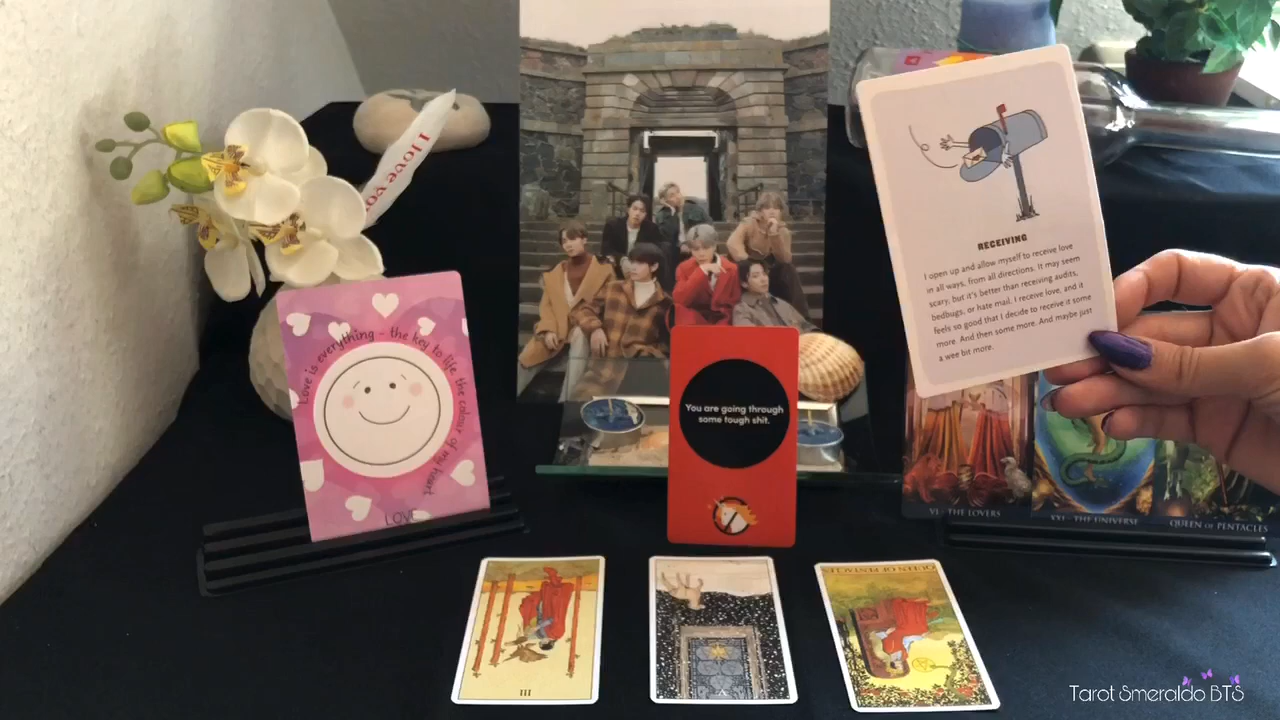 I love you
RECEIVING
I open up and allow myself to receive love
in all ways, from all directions. It may seem
scary, but it's better than receiving audits,
bedbugs, or hate mail. I receive love, and it
feels so good that I decide to receive it some
more. And then some more. And maybe just
a wee bit more.
Love is everything - the key to life, the colour of my heart.
LOVE
You are going through
some tough shit.
VI - THE LOVERS
XXI - THE UNIVERSE
QUEEN OF PENTACLES
III
V
QUEEN OF PENTACLES
Tarot Smeraldo BTS